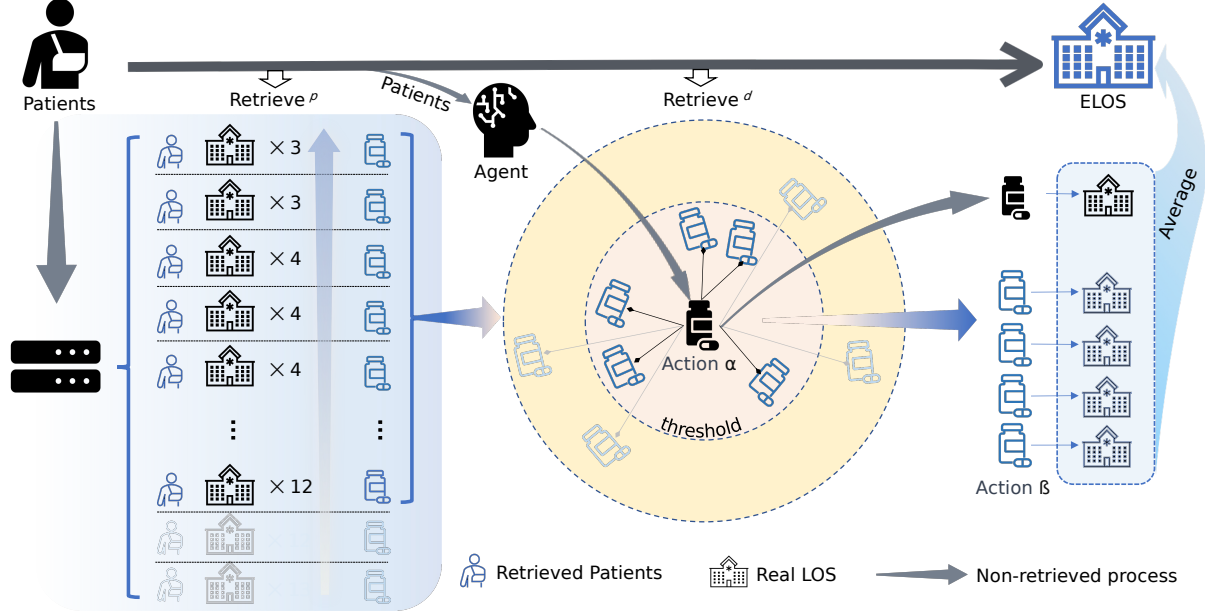 Patients
Retrieve p
Patients
Retrieve d
ELOS
Agent
× 3
× 3
× 4
× 4
× 4
× 12
Action α
threshold
Average
Action ß
Retrieved Patients
Real LOS
Non-retrieved process